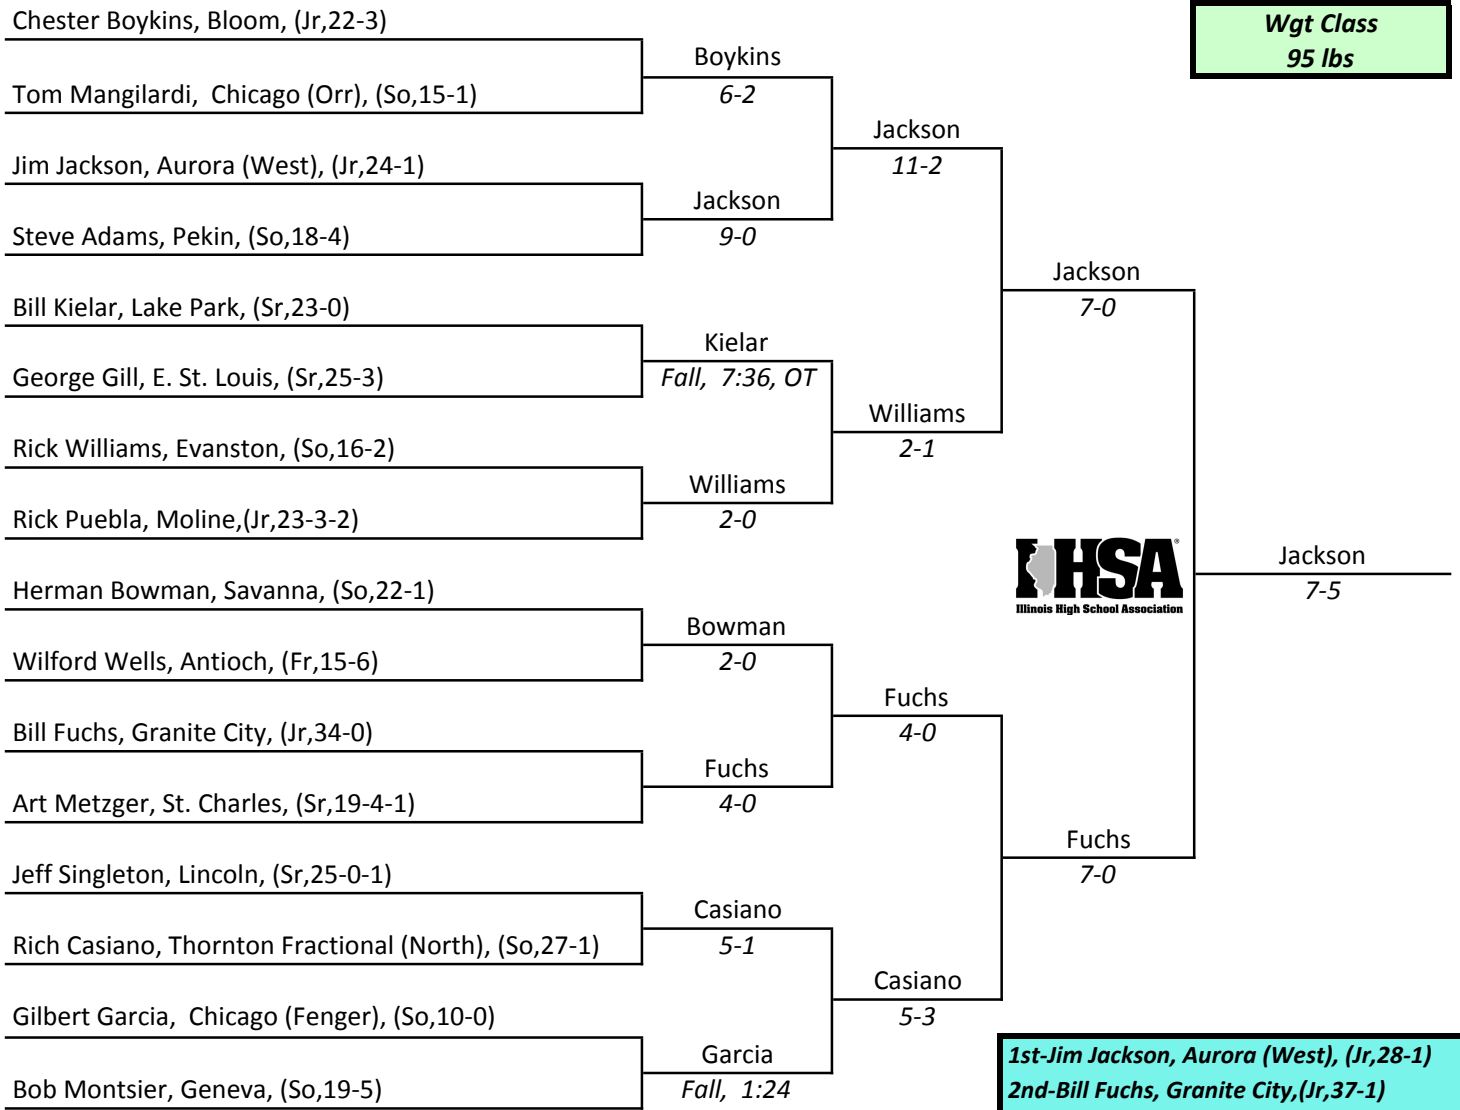 Chester Boykins, Bloom, (Jr,22-3)
Wgt Class
95 lbs
Boykins
6-2
Tom Mangilardi,  Chicago (Orr), (So,15-1)
Jackson
11-2
Jim Jackson, Aurora (West), (Jr,24-1)
Jackson
9-0
Steve Adams, Pekin, (So,18-4)
Jackson
7-0
Bill Kielar, Lake Park, (Sr,23-0)
Kielar
Fall,  7:36, OT
George Gill, E. St. Louis, (Sr,25-3)
Williams
2-1
Rick Williams, Evanston, (So,16-2)
Williams
2-0
Rick Puebla, Moline,(Jr,23-3-2)
IHSA®
Illinois High School Association
Jackson
7-5
Herman Bowman, Savanna, (So,22-1)
Bowman
2-0
Wilford Wells, Antioch, (Fr,15-6)
Fuchs
4-0
Bill Fuchs, Granite City, (Jr,34-0)
Fuchs
4-0
Art Metzger, St. Charles, (Sr,19-4-1)
Fuchs
7-0
Jeff Singleton, Lincoln, (Sr,25-0-1)
Casiano
5-1
Rich Casiano, Thornton Fractional (North), (So,27-1)
Casiano
5-3
Gilbert Garcia,  Chicago (Fenger), (So,10-0)
Garcia
Fall,  1:24
Bob Montsier, Geneva, (So,19-5)
1st-Jim Jackson, Aurora (West), (Jr,28-1)
2nd-Bill Fuchs, Granite City,(Jr,37-1)